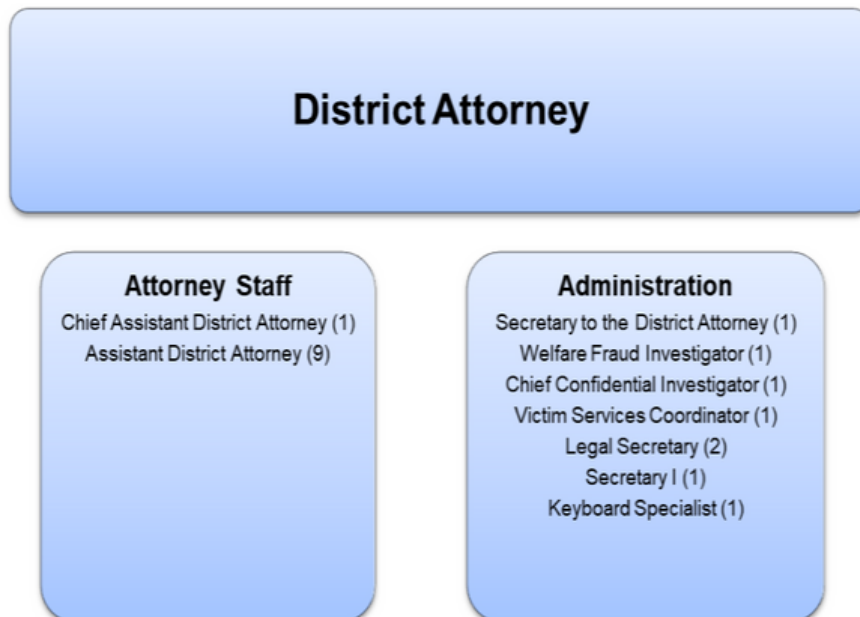 District Attorney
Attorney Staff
Chief Assistant District Attorney (1)
Assistant District Attorney (9)
Administration
Secretary to the District Attorney (1)
Welfare Fraud Investigator (1)
Chief Confidential Investigator (1)
Victim Services Coordinator (1)
Legal Secretary (2)
Secretary I (1)
Keyboard Specialist (1)